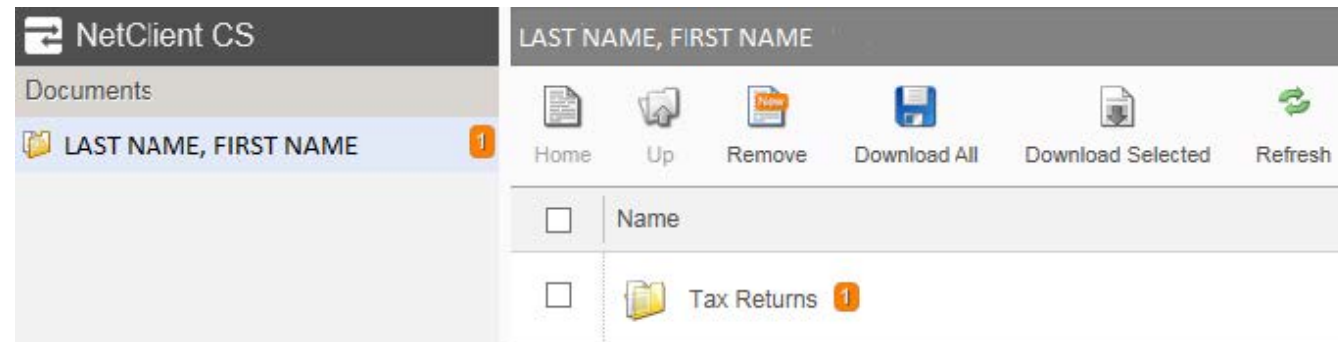 NetClient CS
Documents
LAST NAME, FIRST NAME 1
LAST NAME, FIRST NAME
Home Up New Remove Download All Download Selected Refresh
Name
Tax Returns 1